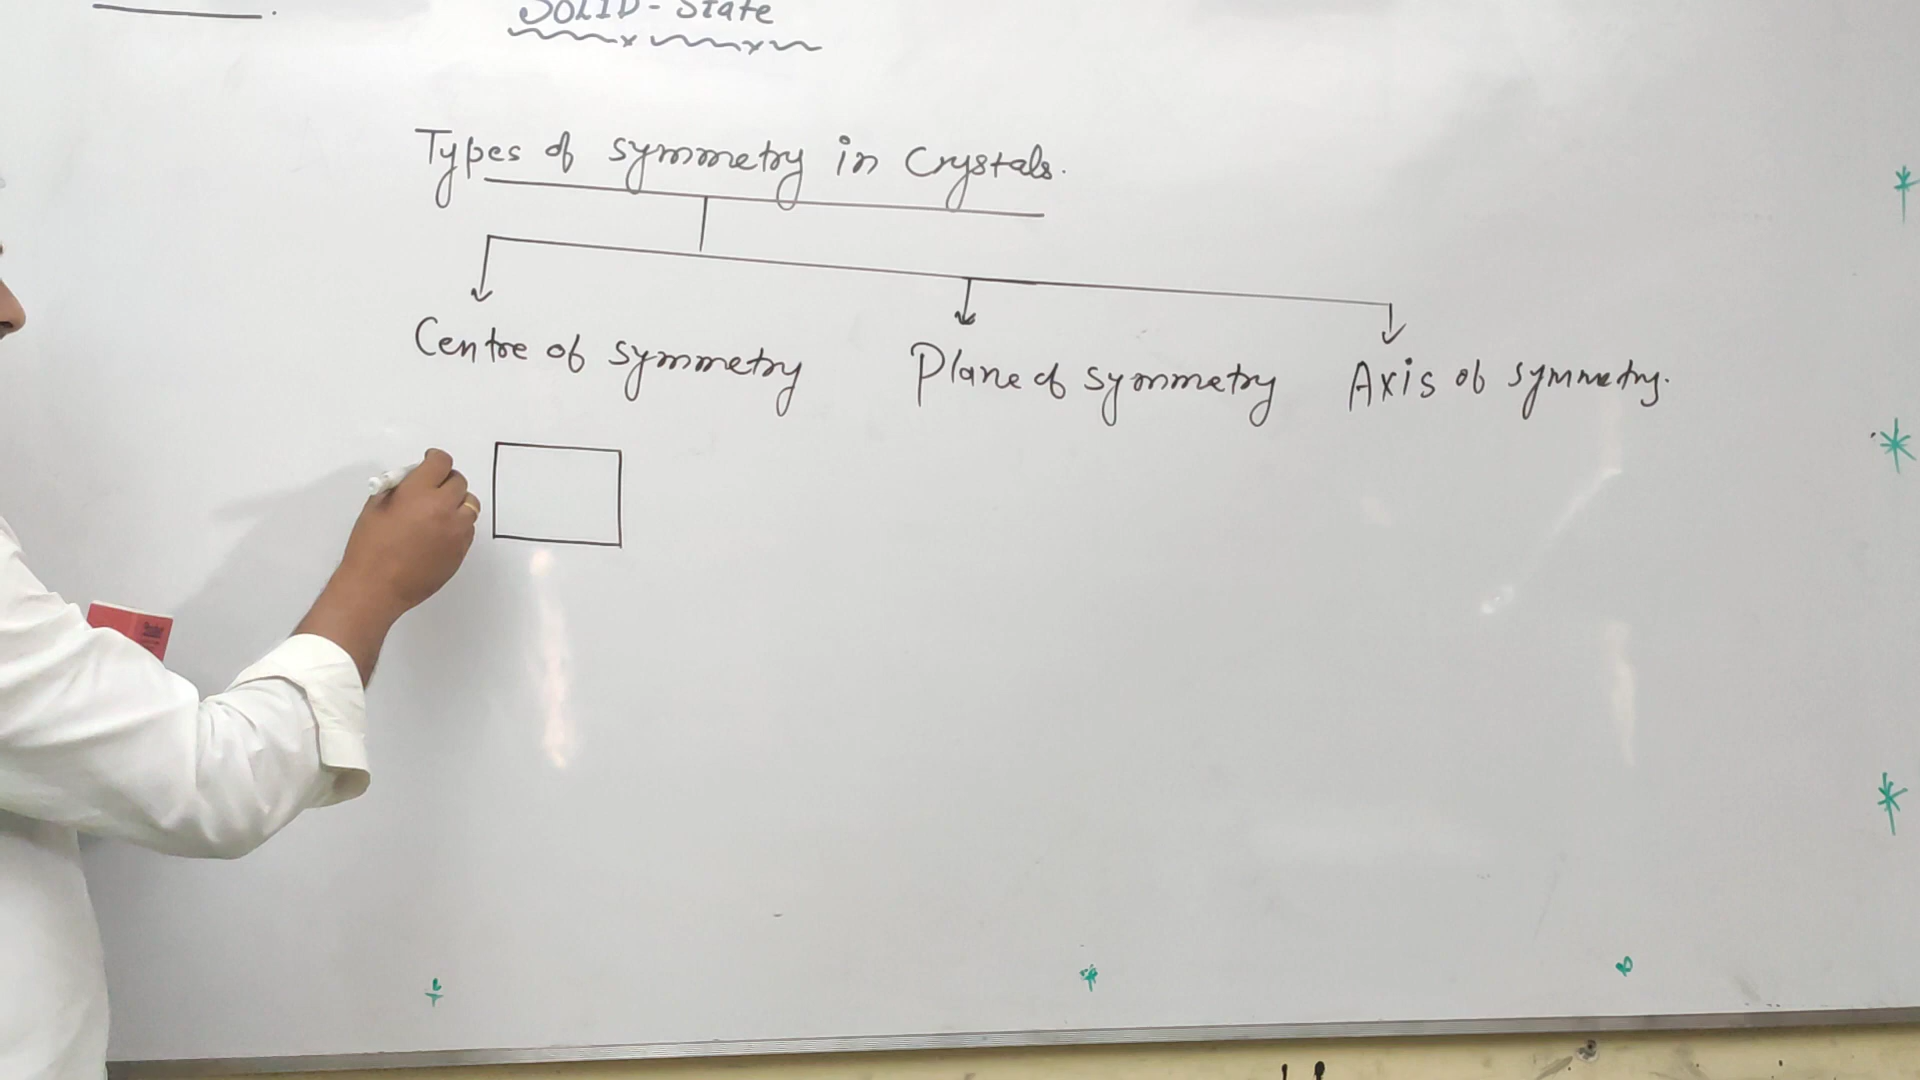 SOLID-State
Types of symmetry in Crystals.
Centre of symmetry
Plane of symmetry
Axis of symmetry.